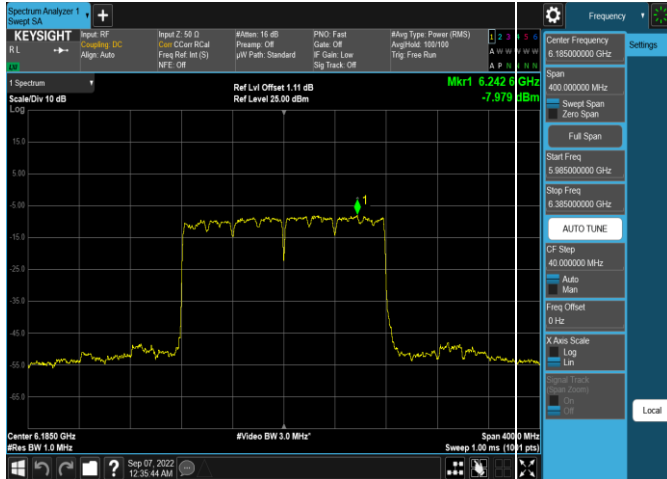 Spectrum Analyzer 1
Swept SA
KEYSIGHT
RL
Input: RF
Coupling: DC
Align: Auto
Input Z: 50 Ω
Corr CCorr RCal
Freq Ref: Int (S)
NFE: Off
#Atten: 16 dB
Preamp: Off
µW Path: Standard
PNO: Fast
Gate: Off
IF Gain: Low
Sig Track: Off
#Avg Type: Power (RMS)
Avg|Hold: 100/100
Trig: Free Run
1 2 3 4 5 6
A W W W W W
A P N N N N
1 Spectrum
Scale/Div 10 dB
Log
Ref Lvl Offset 1.11 dB
Ref Level 25.00 dBm
Mkr1 6.242 6 GHz
-7.979 dBm
15.0
5.00
-5.00
-15.0
-25.0
-35.0
-45.0
-55.0
-65.0
1
Center 6.1850 GHz
#Res BW 1.0 MHz
#Video BW 3.0 MHz*
Span 400.0 MHz
Sweep 1.00 ms (1001 pts)
Sep 07, 2022
12:35:44 AM
Frequency
Settings
Center Frequency
6.185000000 GHz
Span
400.000000 MHz
Swept Span
Zero Span
Full Span
Start Freq
5.985000000 GHz
Stop Freq
6.385000000 GHz
AUTO TUNE
CF Step
40.000000 MHz
Auto
Man
Freq Offset
0 Hz
X Axis Scale
Log
Lin
Signal Track
(Span Zoom)
On
Off
Local